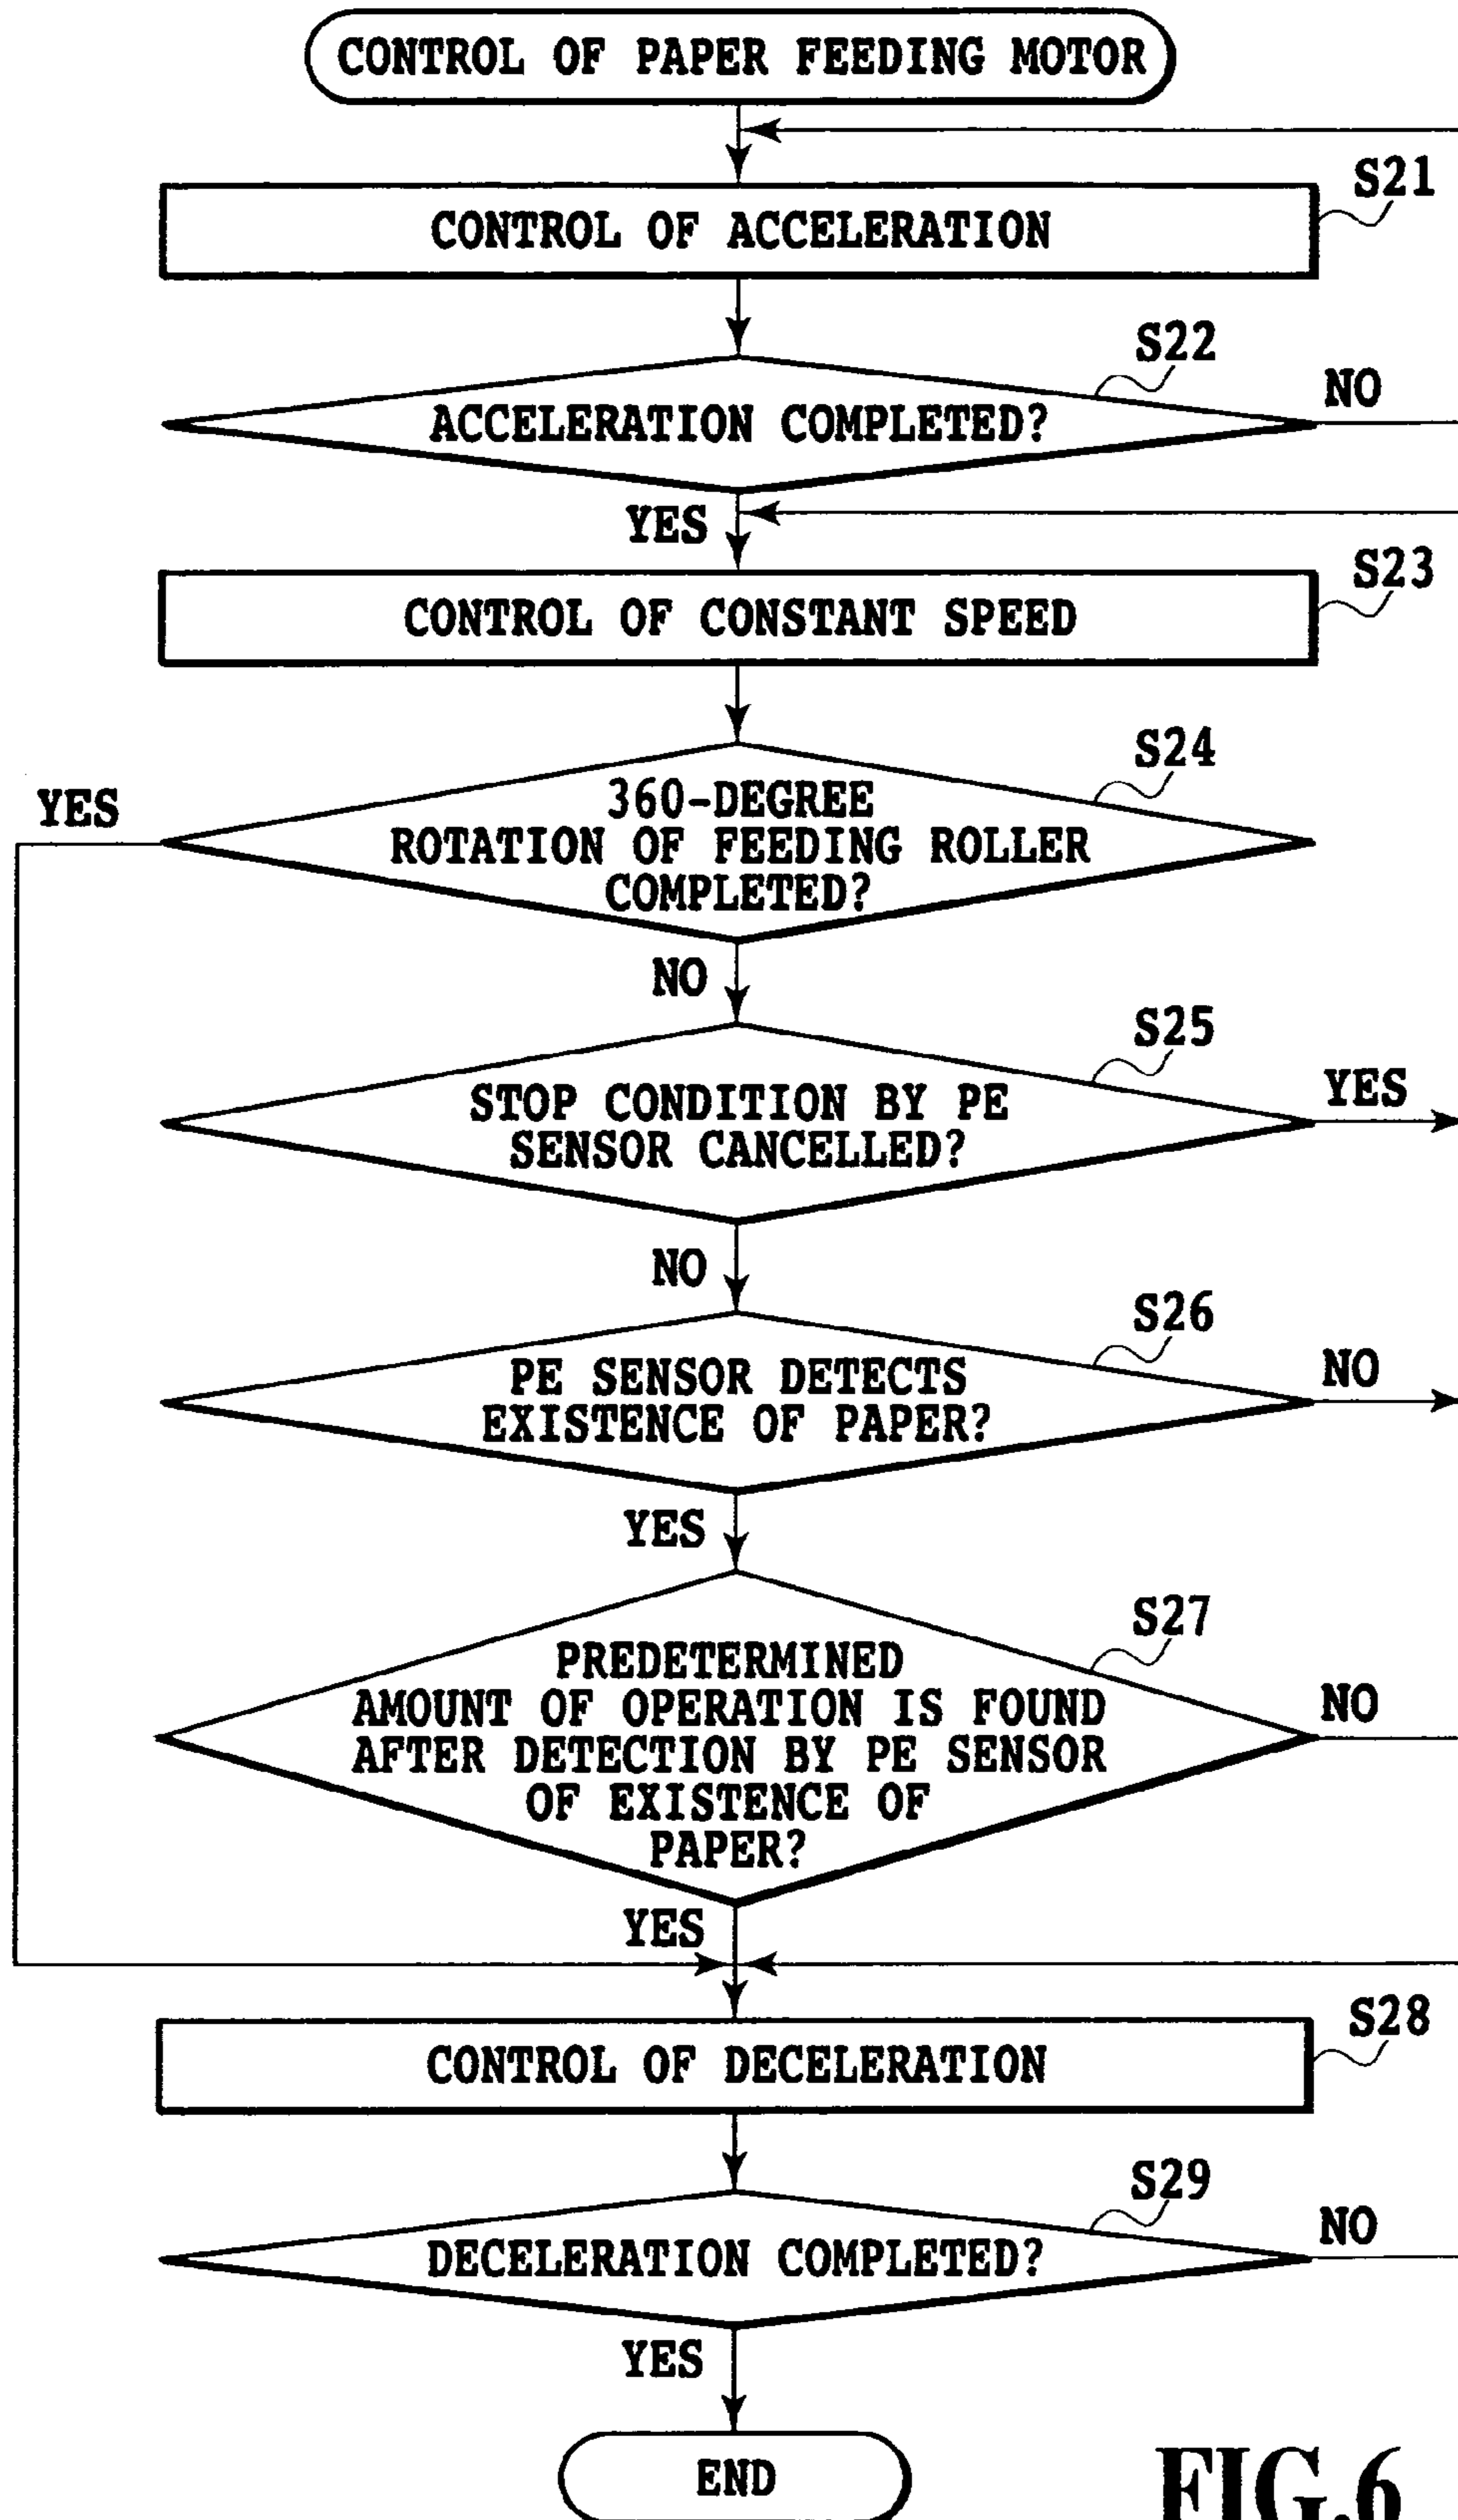 CONTROL OF PAPER FEEDING MOTOR
S21
CONTROL OF ACCELERATION
S22
NO
ACCELERATION COMPLETED?
YES
S23
CONTROL OF CONSTANT SPEED
S24
YES
360-DEGREE
ROTATION OF FEEDING ROLLER
COMPLETED?
NO
S25
YES
STOP CONDITION BY PE
SENSOR CANCELLED?
NO
S26
NO
PE SENSOR DETECTS
EXISTENCE OF PAPER?
YES
S27
PREDETERMINED
NO
AMOUNT OF OPERATION IS FOUND
AFTER DETECTION BY PE SENSOR
OF EXISTENCE OF
PAPER?
YES
S28
CONTROL OF DECELERATION
S29
NO
DECELERATION COMPLETED?
YES
END
FIG.6